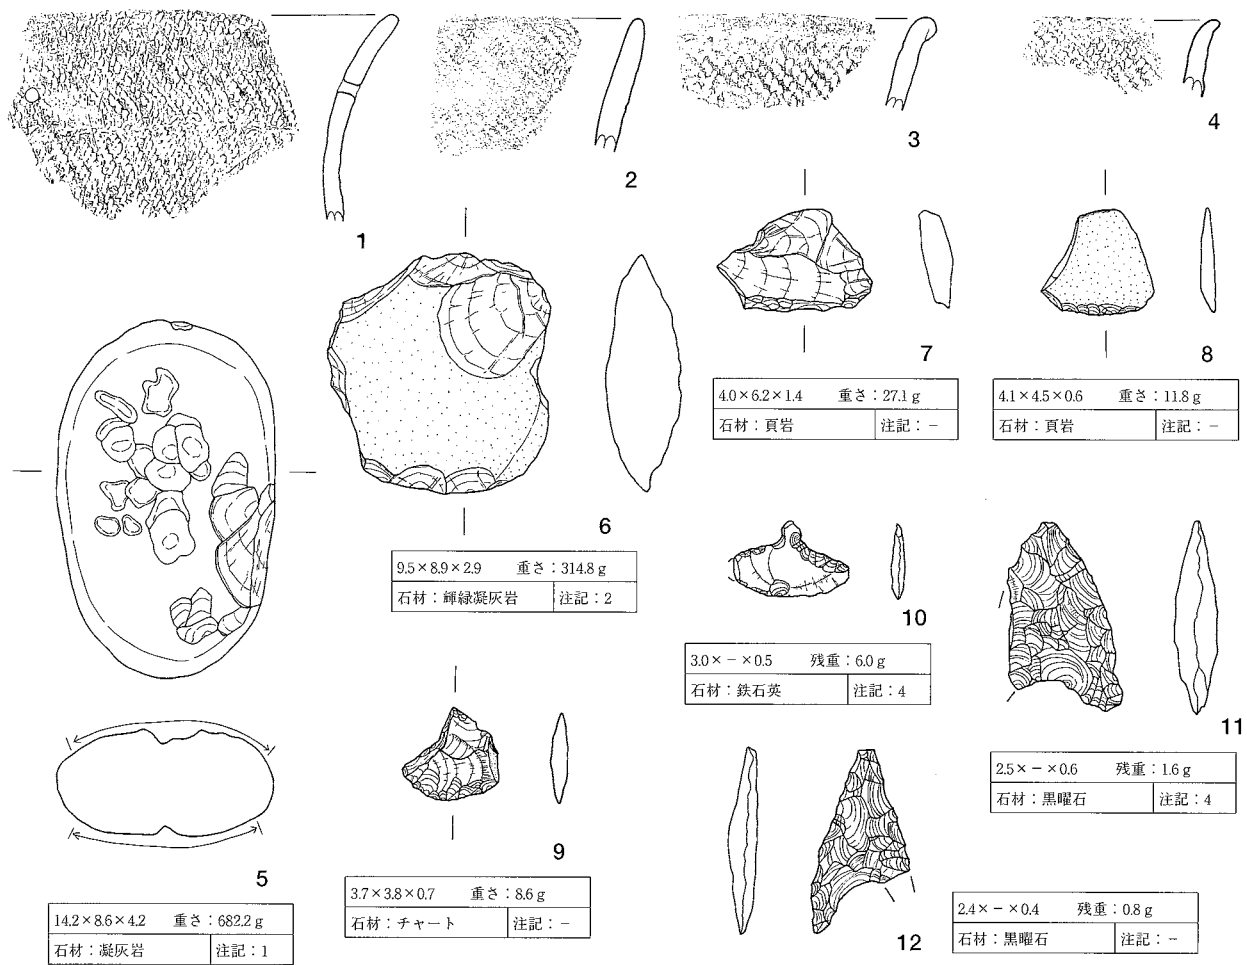 1
2
3
4
5
14.2×8.6×4.2 重さ：682.2 g
石材：凝灰岩 注記：1
6
9.5×8.9×2.9 重さ：314.8 g
石材：輝緑凝灰岩 注記：2
7
4.0×6.2×1.4 重さ：27.1 g
石材：頁岩 注記：－
8
4.1×4.5×0.6 重さ：11.8 g
石材：頁岩 注記：－
9
3.7×3.8×0.7 重さ：8.6 g
石材：チャート 注記：－
10
3.0×－×0.5 残重：6.0 g
石材：鉄石英 注記：4
11
2.5×－×0.6 残重：1.6 g
石材：黒曜石 注記：4
12
2.4×－×0.4 残重：0.8 g
石材：黒曜石 注記：－